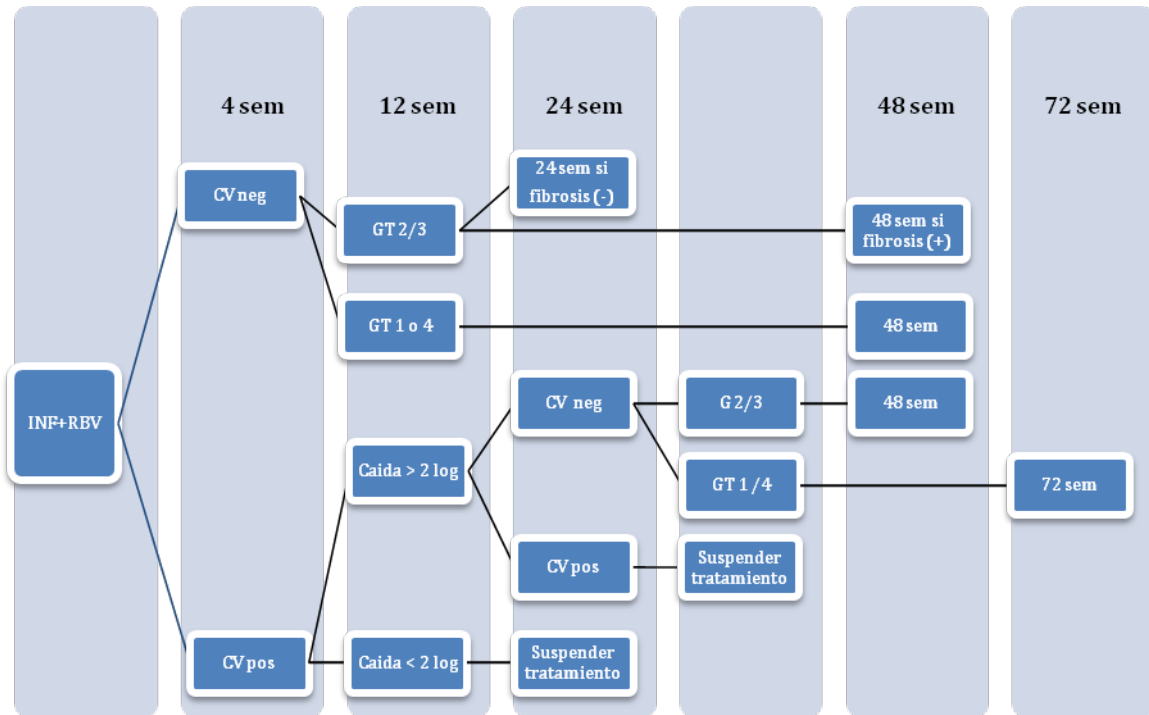 4 sem
12 sem
24 sem
48 sem
72 sem
24 sem si
fibrosis (-)
CV neg
GT 2/3
48 sem si
fibrosis (+)
GT 1 o 4
48 sem
CV neg
G 2/3
48 sem
INF+RBV
Caida > 2 log
GT 1/4
72 sem
CV pos
Suspender
tratamiento
CV pos
Caida < 2 log
Suspender
tratamiento